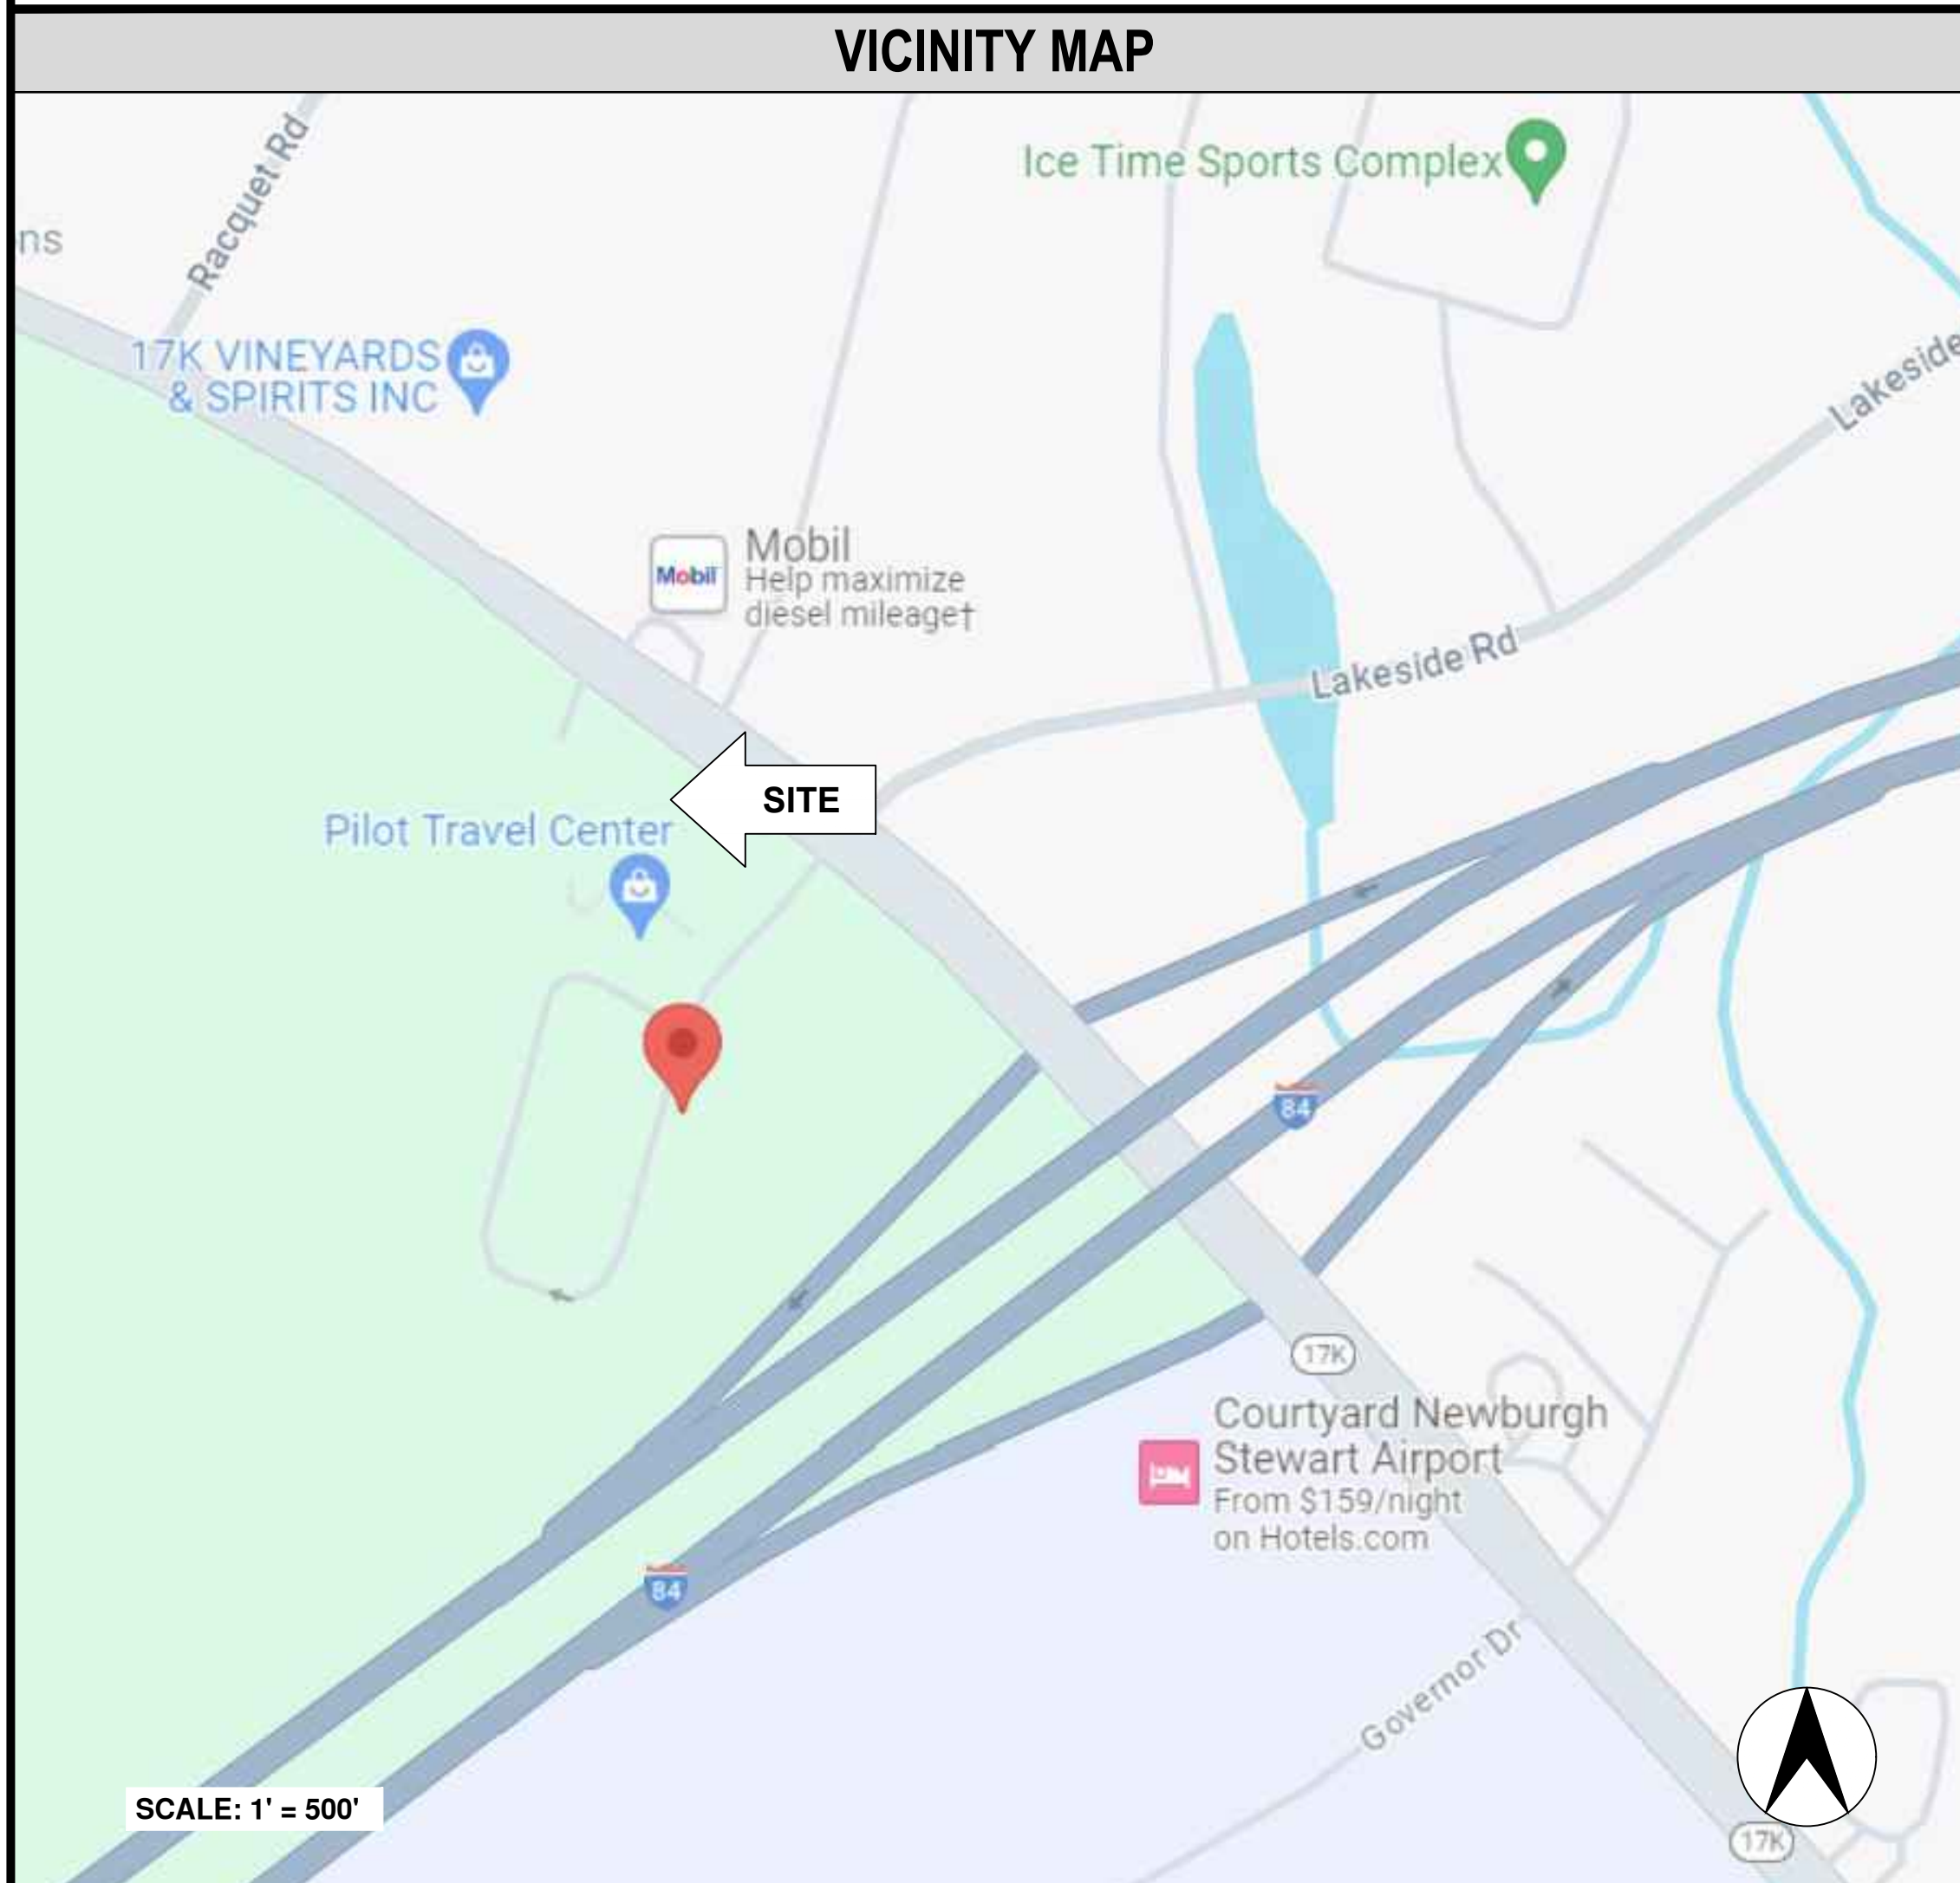 VICINITY MAP
Racquet Rd
Ice Time Sports Complex
ns
17K VINEYARDS
& SPIRITS INC
Lakeside
Mobil
Mobil
Help maximize
diesel mileage†
Lakeside Rd
SITE
Pilot Travel Center
84
17K
Courtyard Newburgh
Stewart Airport
From $159/night
on Hotels.com
84
Governor Dr
SCALE: 1' = 500'
17K